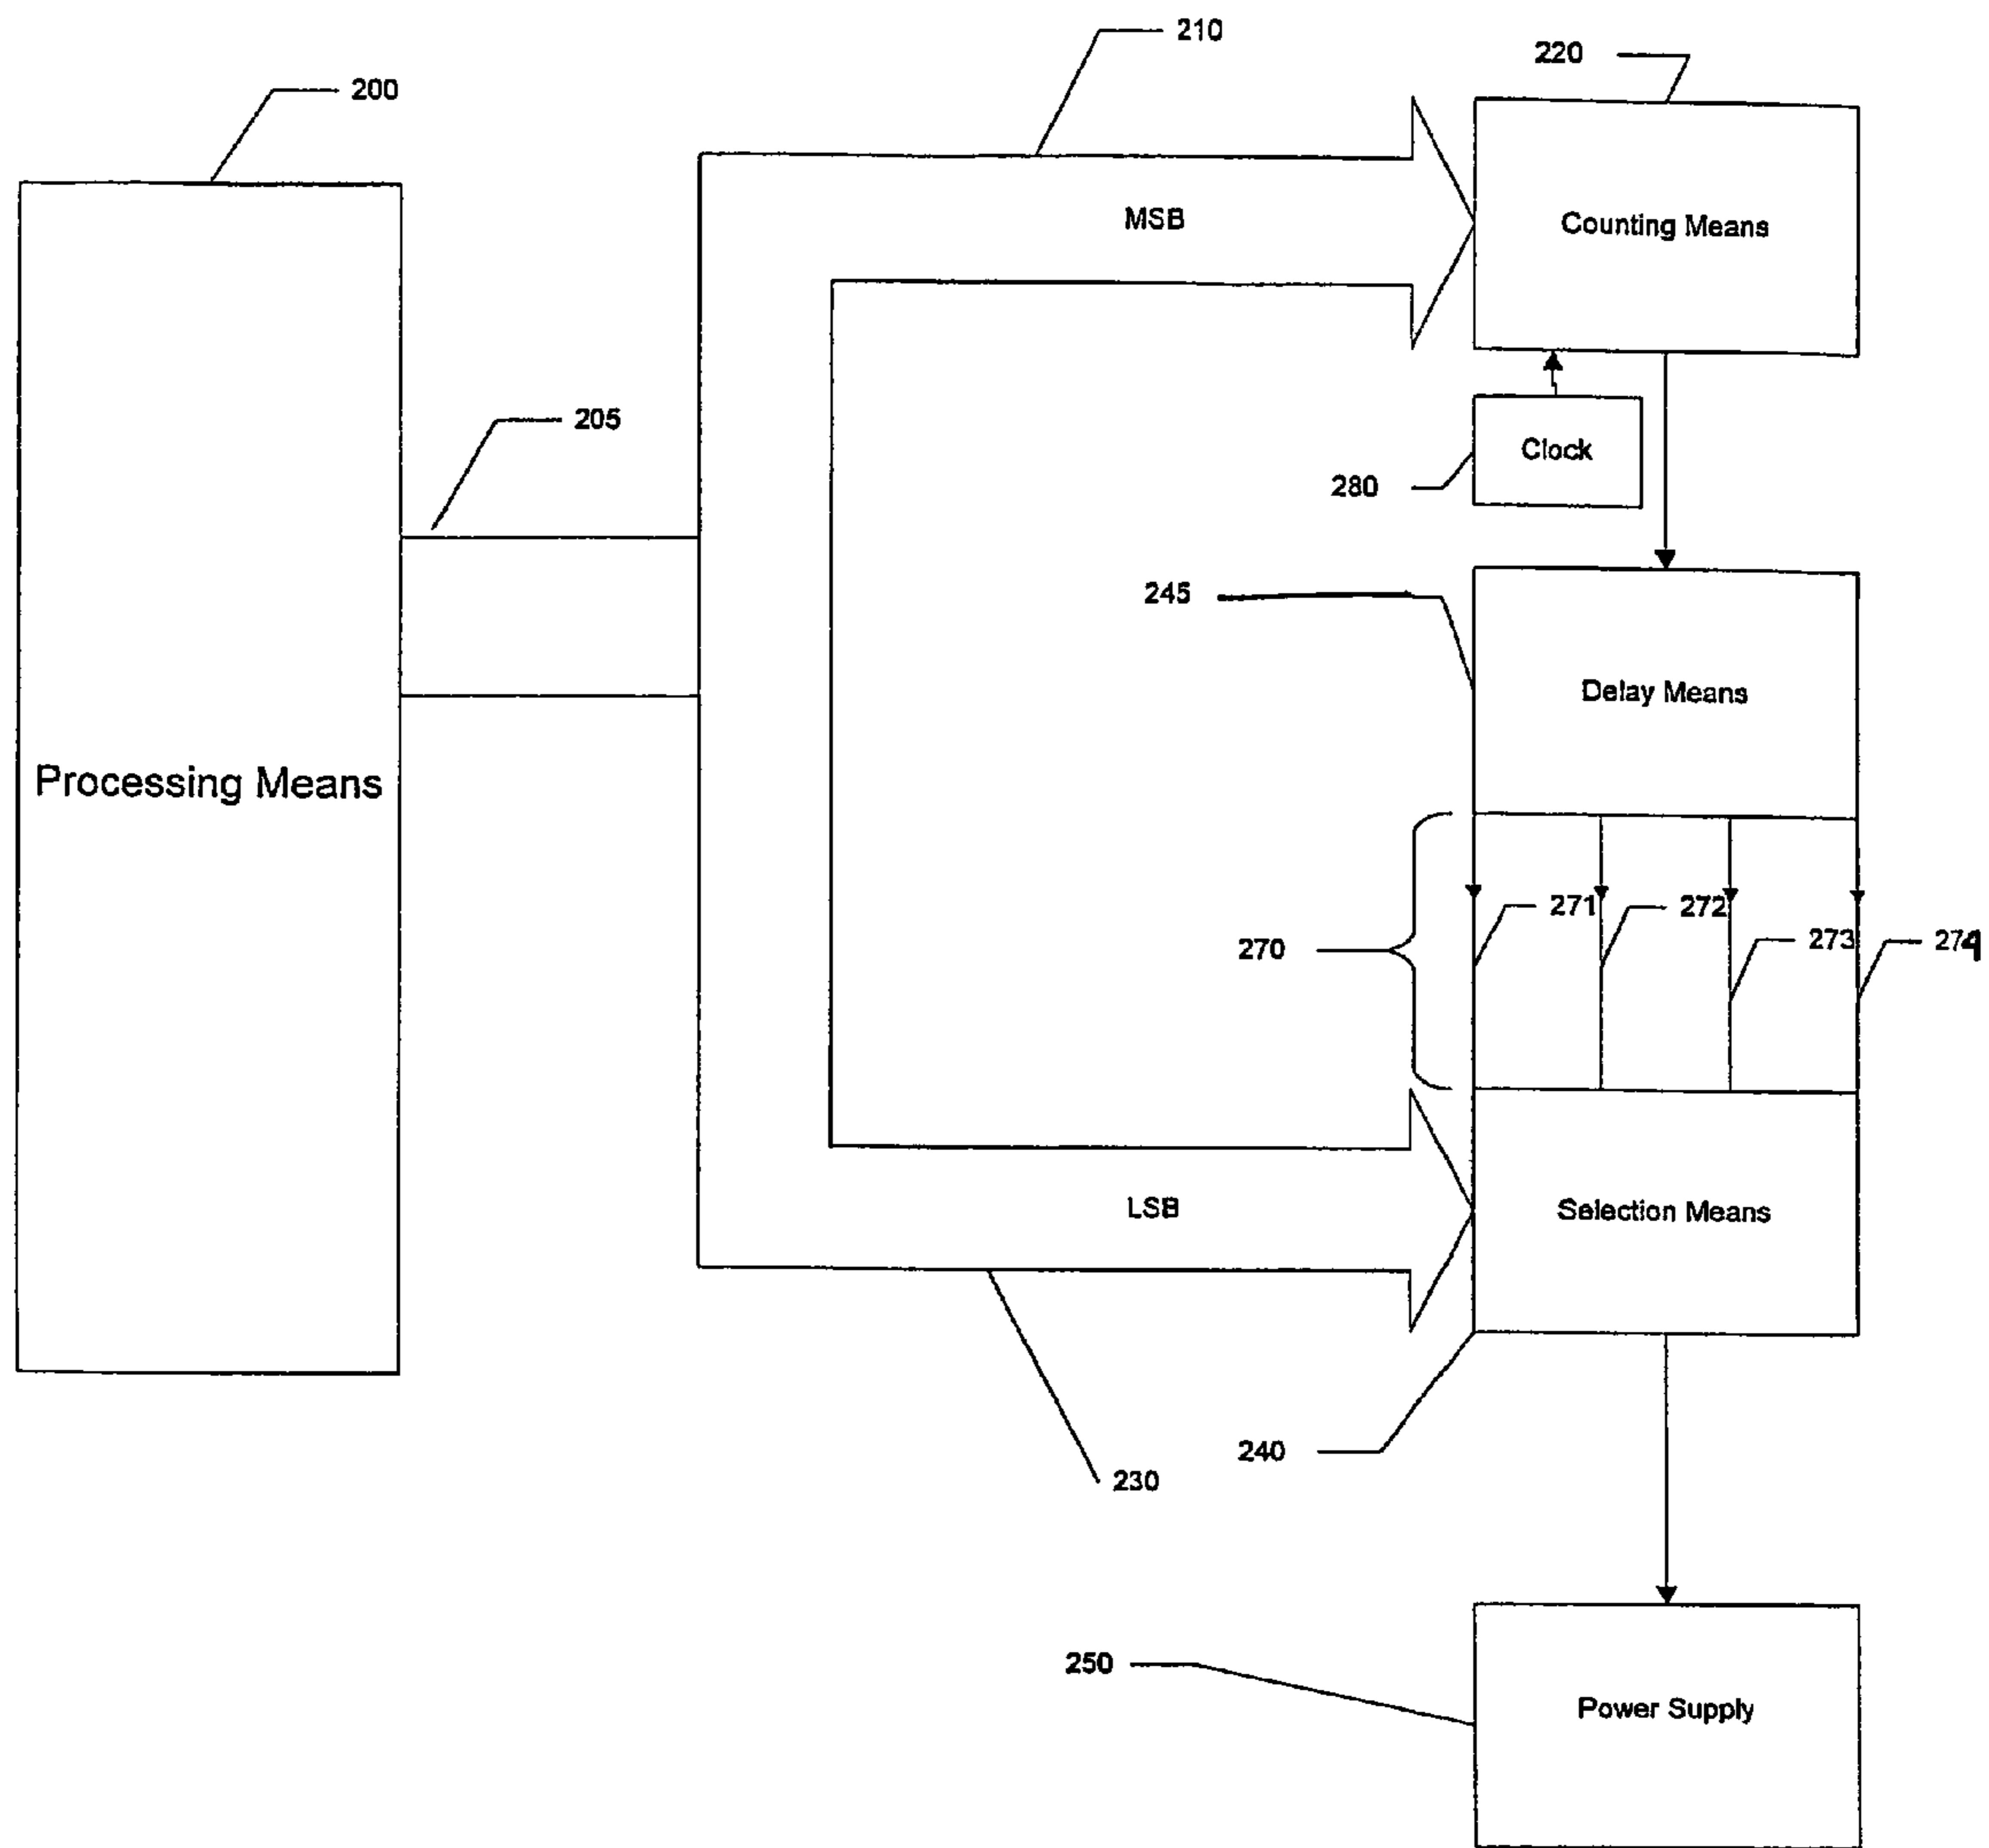 210
220
200
MSB
Counting Means
205
Clock
280
245
Delay Means
Processing Means
271
272
270
273
274
LSB
Selection Means
240
230
250
Power Supply